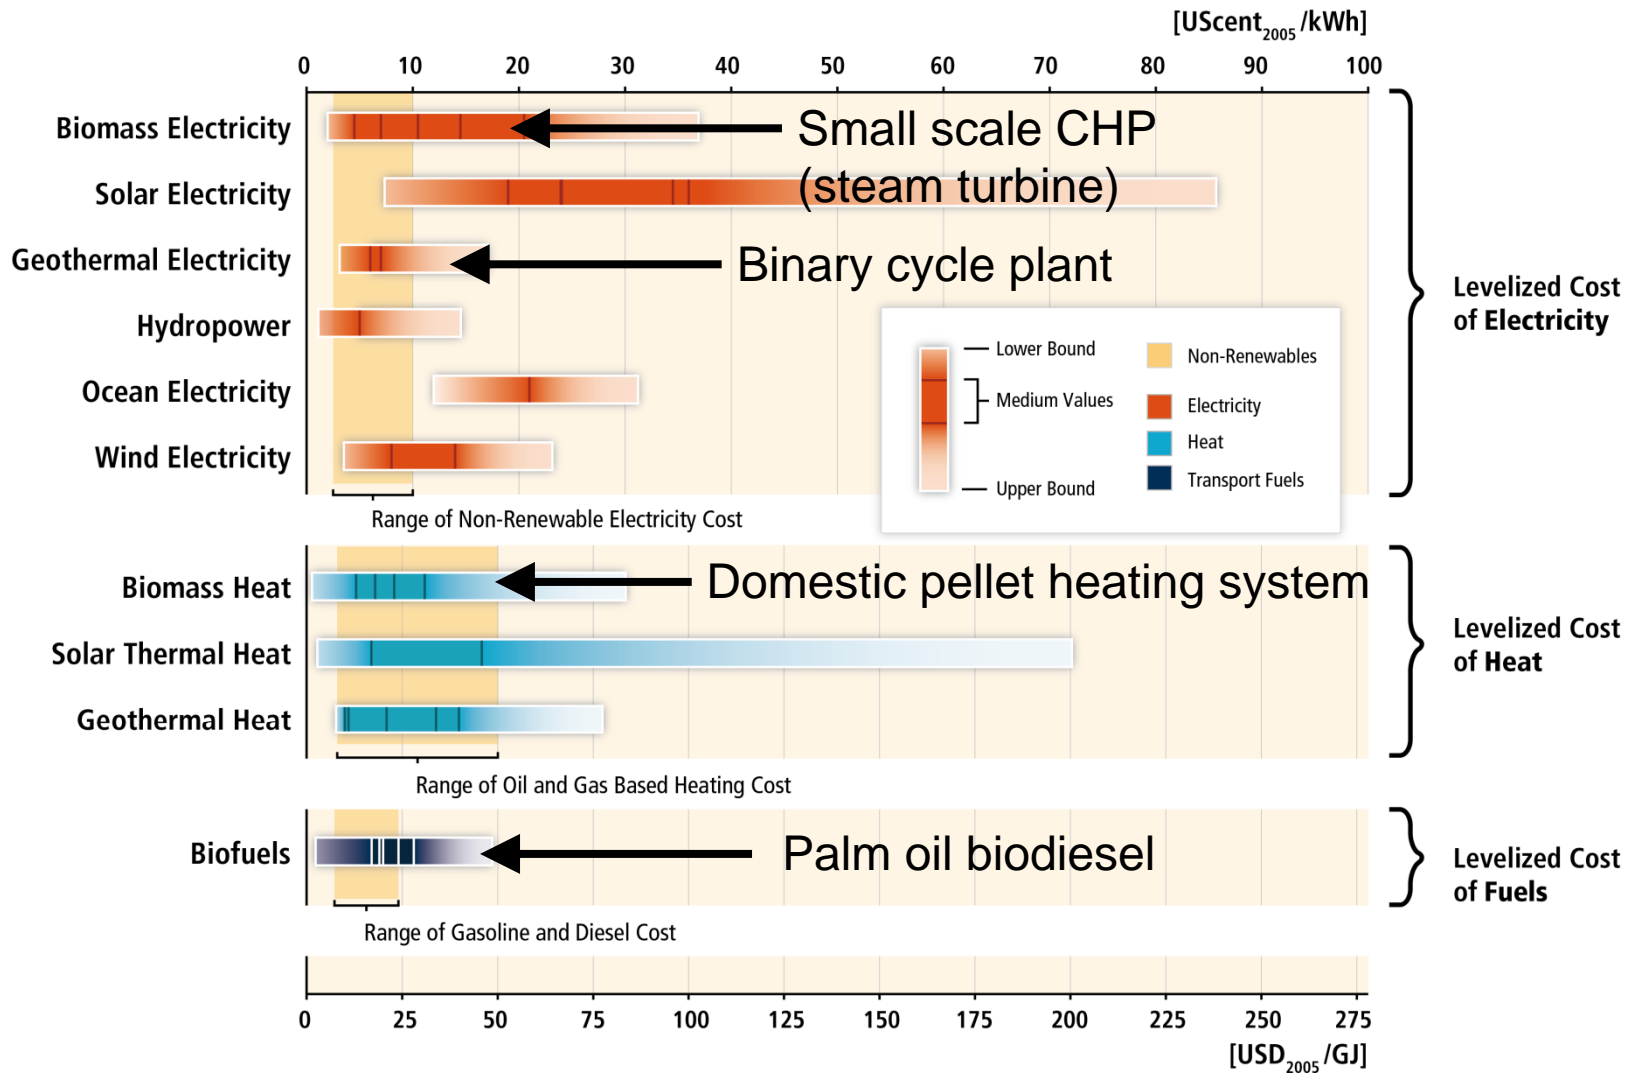 [UScent2005/kWh]
0 10 20 30 40 50 60 70 80 90 100
Biomass Electricity
Small scale CHP
(steam turbine)
Solar Electricity
Geothermal Electricity
Binary cycle plant
Hydropower
Ocean Electricity
Wind Electricity
Levelized Cost
of Electricity
Lower Bound
Medium Values
Upper Bound
Non-Renewables
Electricity
Heat
Transport Fuels
Range of Non-Renewable Electricity Cost
Biomass Heat
Domestic pellet heating system
Solar Thermal Heat
Geothermal Heat
Levelized Cost
of Heat
Range of Oil and Gas Based Heating Cost
Biofuels
Palm oil biodiesel
Levelized Cost
of Fuels
Range of Gasoline and Diesel Cost
0 25 50 75 100 125 150 175 200 225 250 275
[USD2005/GJ]